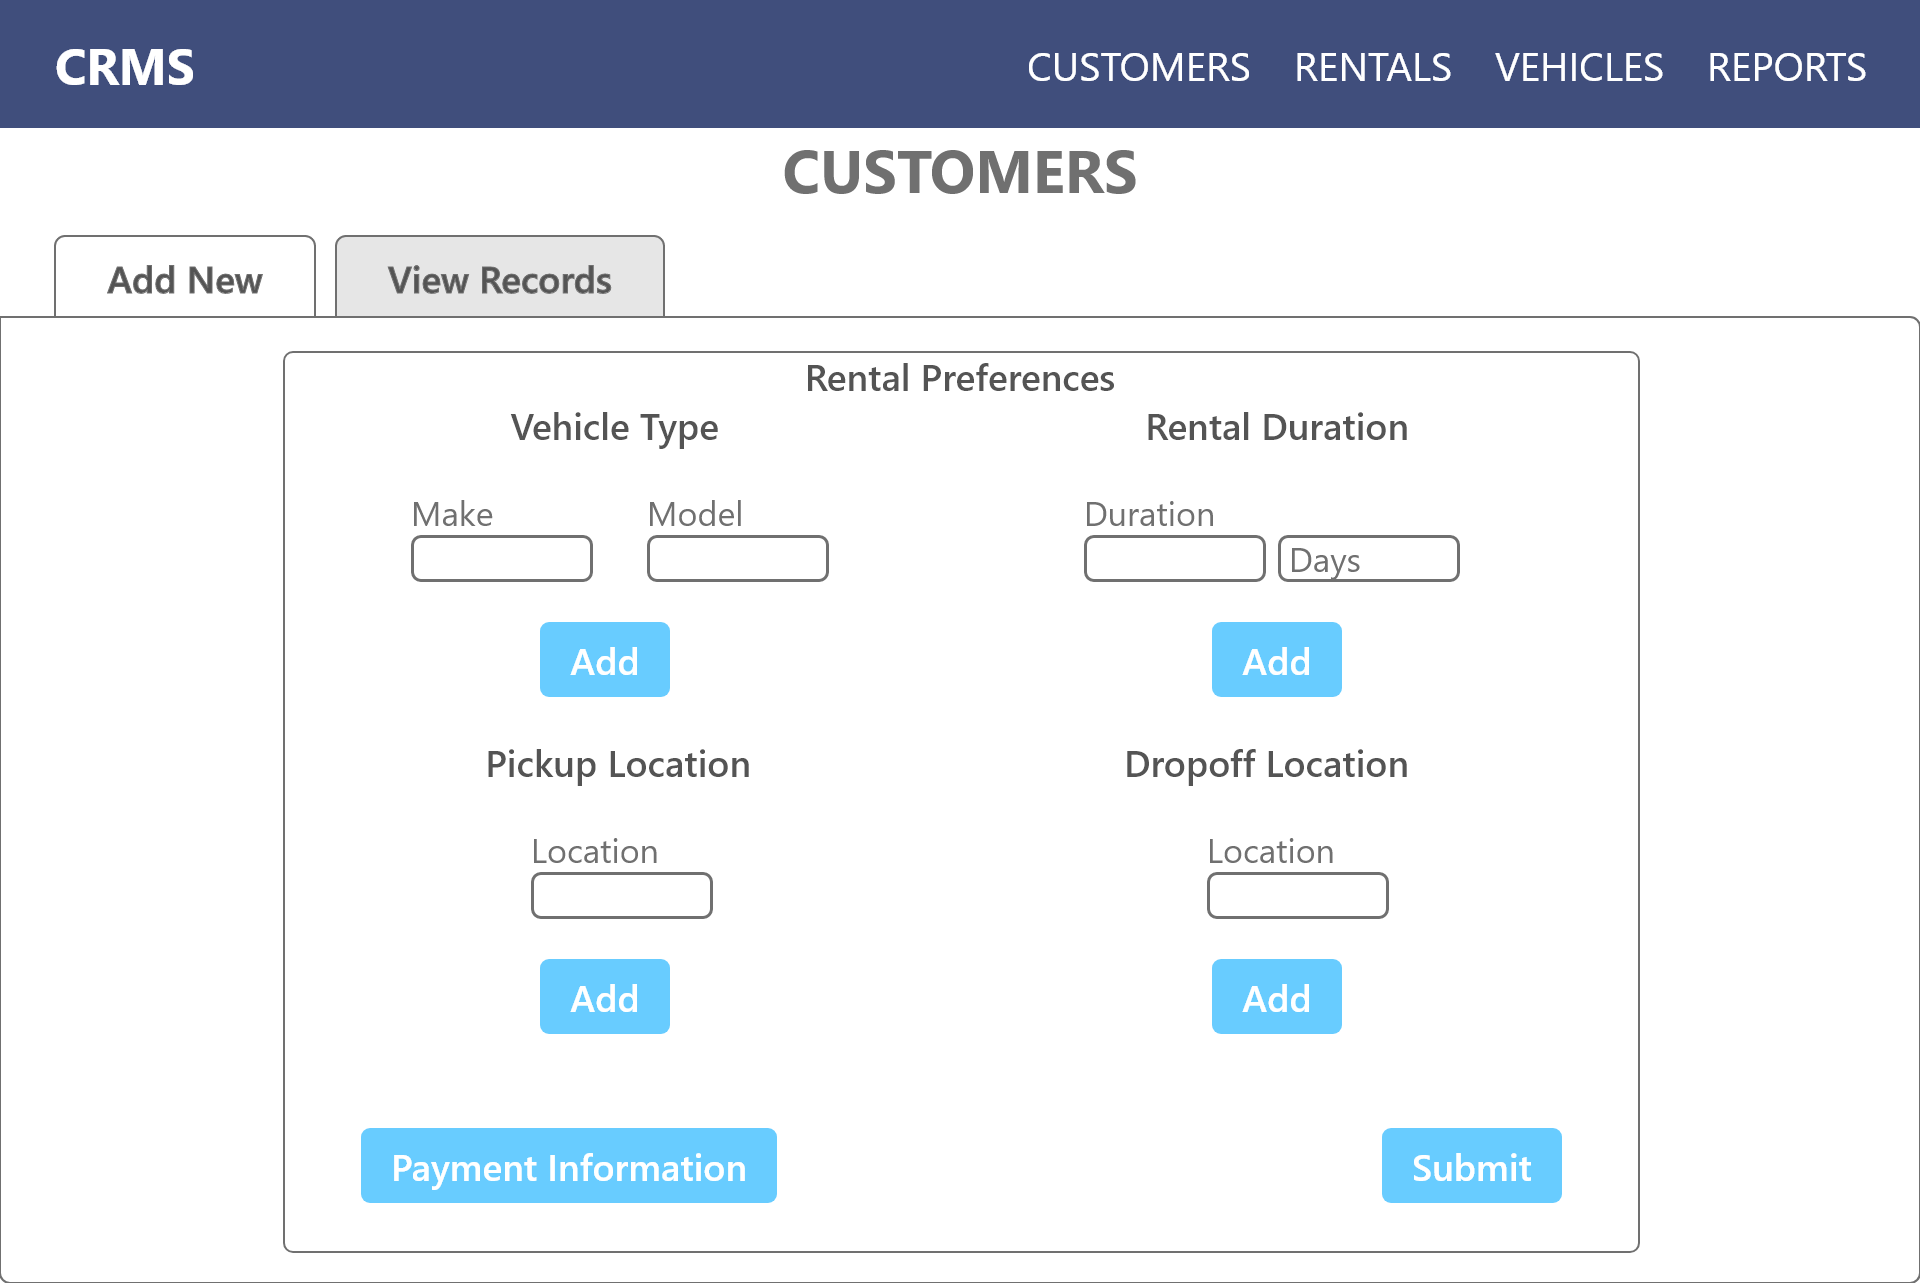 CRMS
CUSTOMERS RENTALS VEHICLES REPORTS
CUSTOMERS
Add New
View Records
Rental Preferences
Vehicle Type
Rental Duration
Make
Model
Duration
Days
Add
Add
Pickup Location
Dropoff Location
Location
Location
Add
Add
Payment Information
Submit